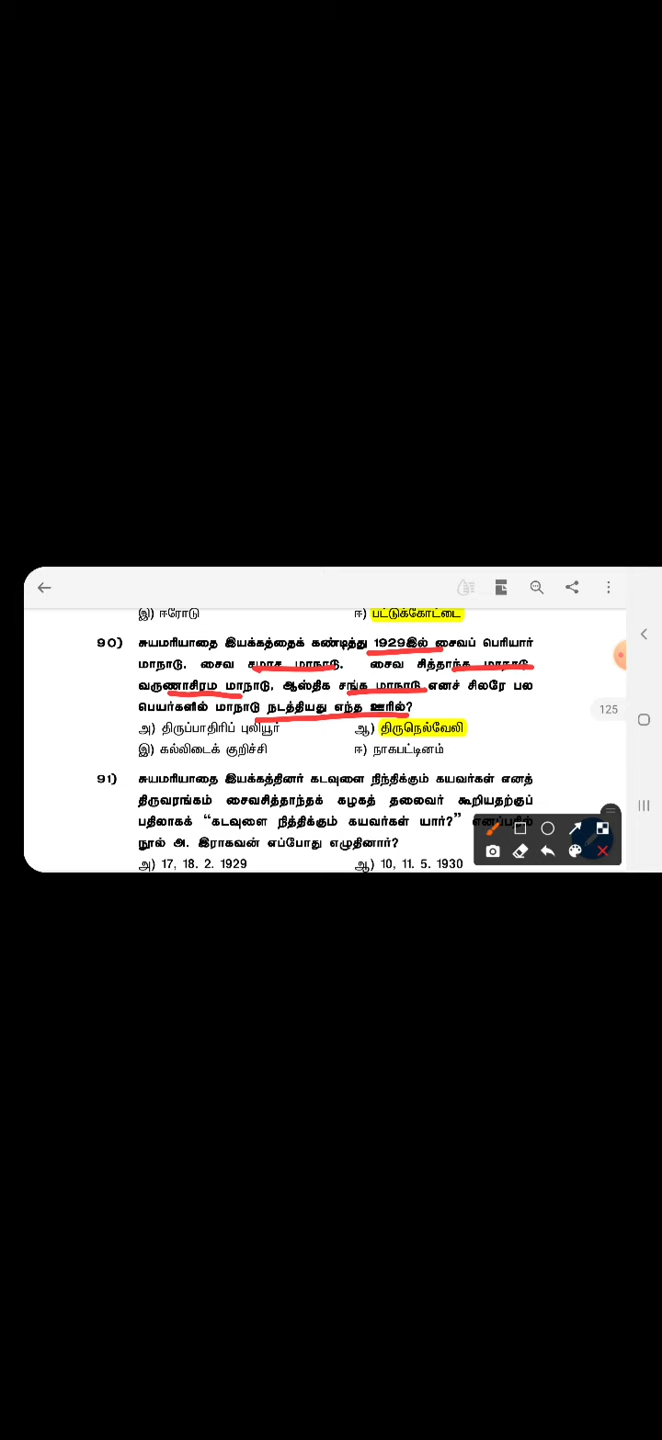 இ) ஈரோடு ஈ) பட்டுக்கோட்டை
90) சுயமரியாதை இயக்கத்தைக் கண்டித்து 1929இல் சைவப் பெரியார்
மாநாடு, சைவ சமாச மாநாடு. சைவ சித்தாந்த மாநாடு,
வருணாசிரம மாநாடு, ஆஸ்திக சங்க மாநாடு எனச் சிலரே பல
பெயர்களில் மாநாடு நடத்தியது எந்த ஊரில்?
அ) திருப்பாதிரிப் புலியூர் ஆ) திருநெல்வேலி
இ) கல்லிடைக் குறிச்சி ஈ) நாகபட்டினம்
125
91) சுயமரியாதை இயக்கத்தினர் கடவுளை நிந்திக்கும் கயவர்கள் எனத்
திருவரங்கம் சைவசித்தாந்தக் கழகத் தலைவர் கூறியதற்குப்
பதிலாகக் “கடவுளை நித்திக்கும் கயவர்கள் யார்?” எனப்பதில்
நூல் அ. இராகவன் எப்போது எழுதினார்?
அ) 17, 18. 2. 1929 ஆ) 10, 11. 5. 1930